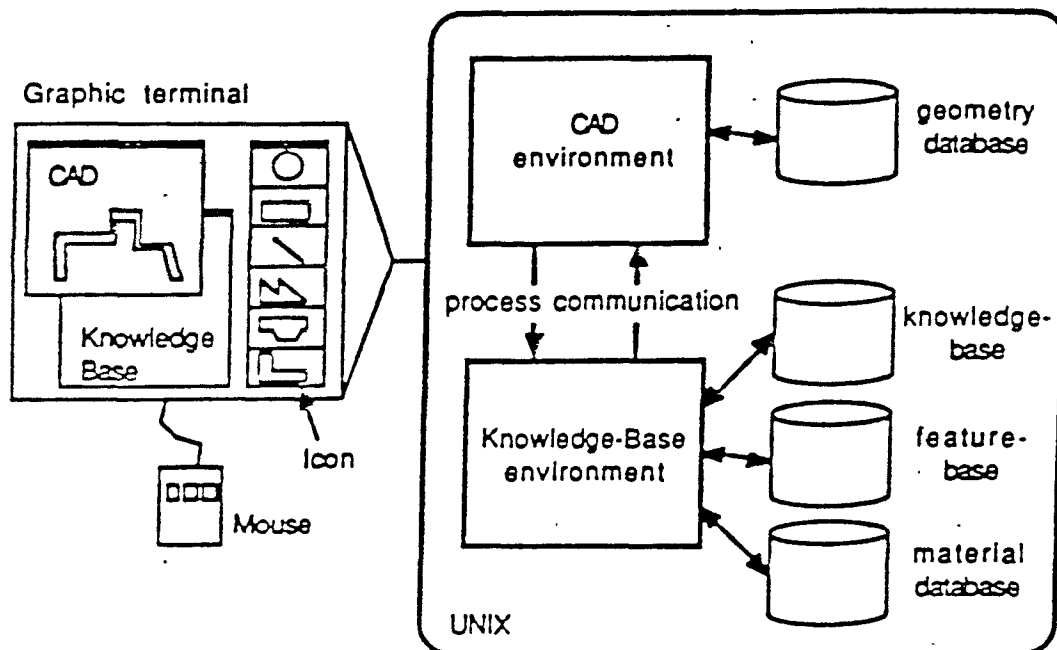 Graphic terminal
CAD
Knowledge
Base
Icon
Mouse
CAD
environment
geometry
database
process communication
Knowledge-Base
environment
knowledge-
base
feature-
base
material
database
UNIX